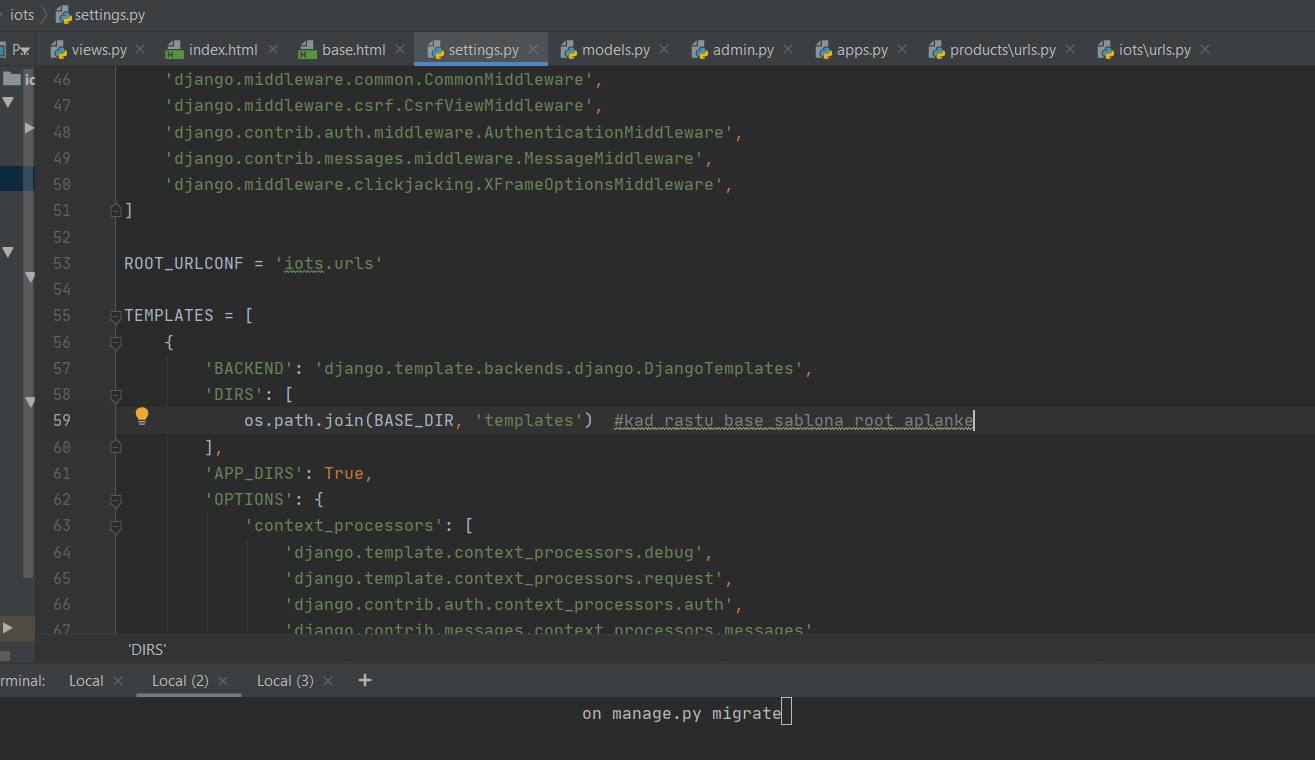 iots settings.py
P
views.py index.html base.html settings.py models.py admin.py apps.py products\urls.py iots\urls.py
46 'django.middleware.common.CommonMiddleware',
47 'django.middleware.csrf.CsrfViewMiddleware',
48 'django.contrib.auth.middleware.AuthenticationMiddleware',
49 'django.contrib.messages.middleware.MessageMiddleware',
50 'django.middleware.clickjacking.XFrameOptionsMiddleware',
51 ]
52
53 ROOT_URLCONF = 'iots.urls'
54
55 TEMPLATES = [
56 {
57 'BACKEND': 'django.template.backends.django.DjangoTemplates',
58 'DIRS': [
59 os.path.join(BASE_DIR, 'templates') #kad rastu base sablona root aplanke
60 ],
61 'APP_DIRS': True,
62 'OPTIONS': {
63 'context_processors': [
64 'django.template.context_processors.debug',
65 'django.template.context_processors.request',
66 'django.contrib.auth.context_processors.auth',
67 'django.contrib.messages.context_processors.messages'
'DIRS'
rminal: Local Local (2) Local (3) +
on manage.py migrate